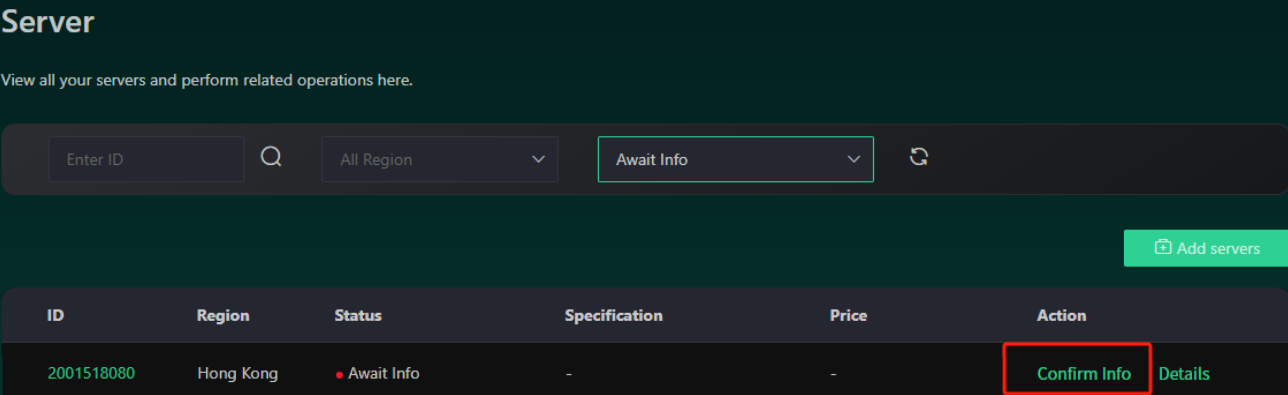 Server
View all your servers and perform related operations here.
Enter ID All Region Await Info
Add servers
ID Region Status Specification Price Action
2001518080 Hong Kong Await Info - - Confirm Info Details